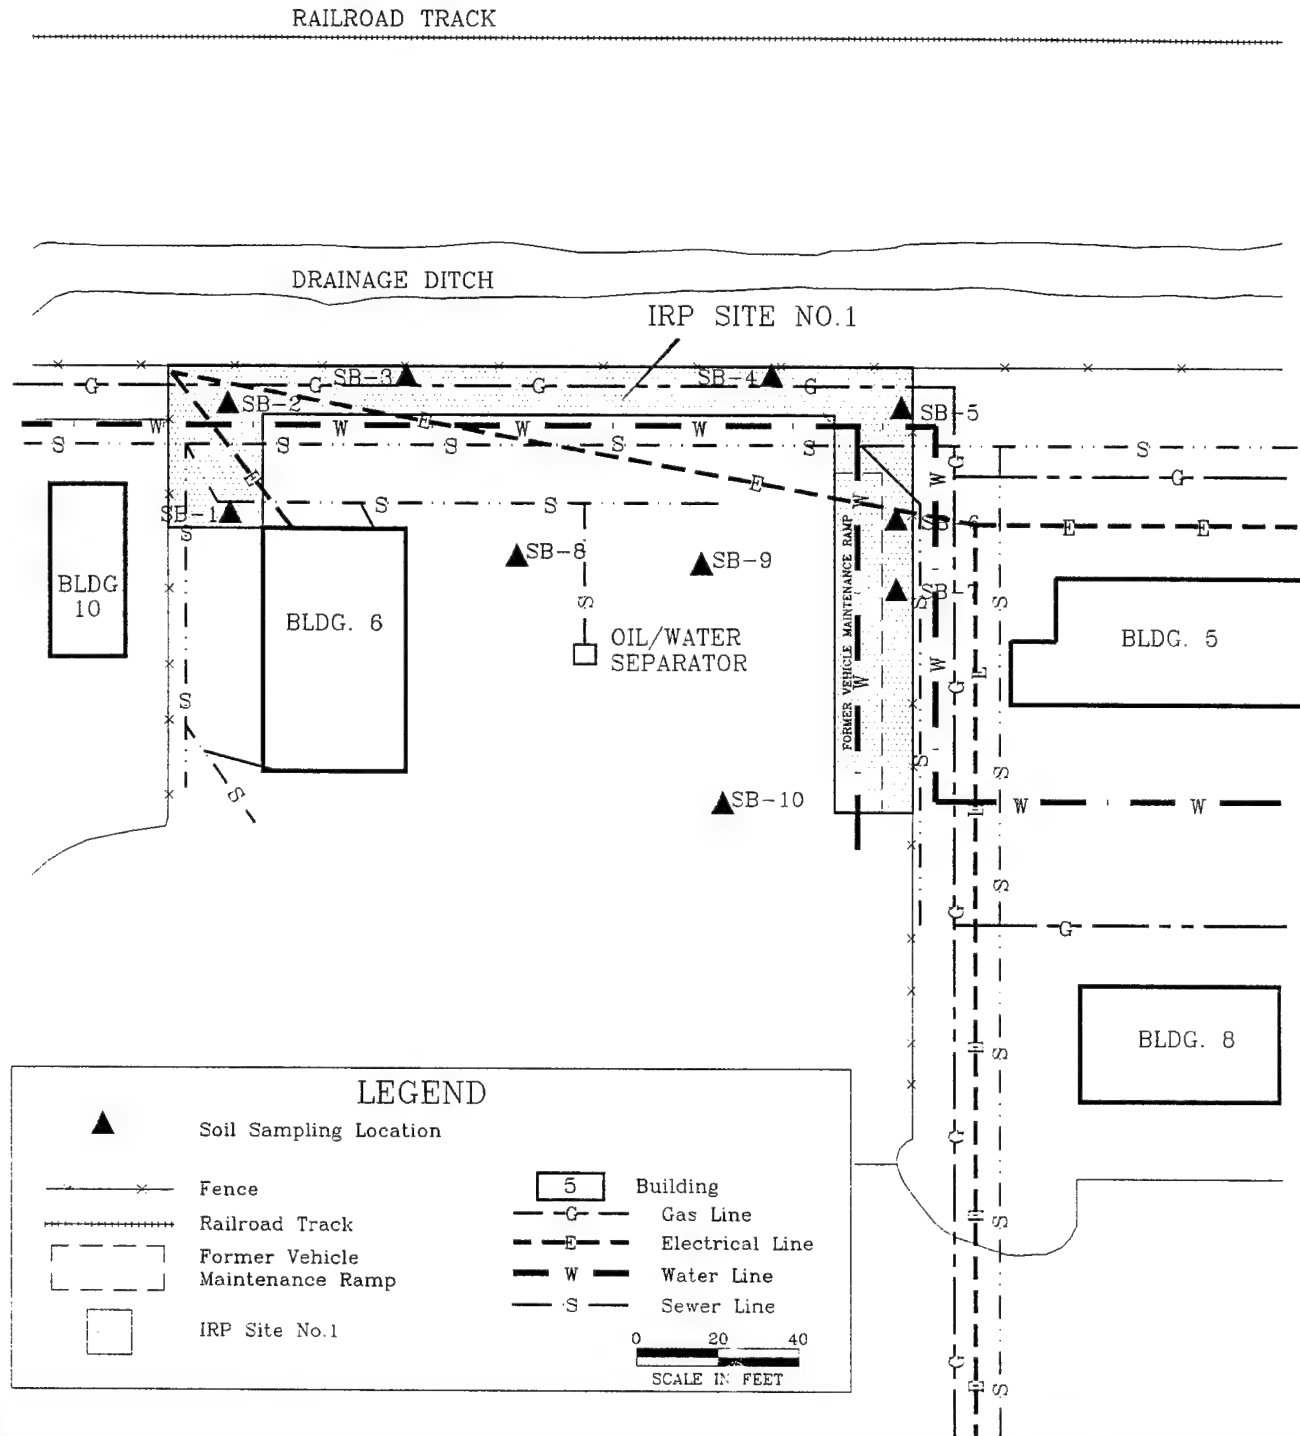 RAILROAD TRACK
DRAINAGE DITCH
IRP SITE NO.1
G
SB-3
G
G
SB-4
G
SB-2
SB-5
W
W
E
W
W
S
S
S
S
S
S
G
W
G
E
E
W
S
S
SB-1
S
SB-6
E
E
SB-8
SB-9
FORMER VEHICLE MAINTENANCE RAMP
SB-7
BLDG
10
S
S
S
BLDG. 6
OIL/WATER
SEPARATOR
BLDG. 5
W
W
G
E
S
S
S
S
SB-10
E
W
W
S
G
G
BLDG. 8
E
S
G
E
S
G
E
S
LEGEND
Soil Sampling Location
Fence
Railroad Track
Former Vehicle
Maintenance Ramp
IRP Site No.1
5 Building
G Gas Line
E Electrical Line
W Water Line
S Sewer Line
0 20 40
SCALE IN FEET